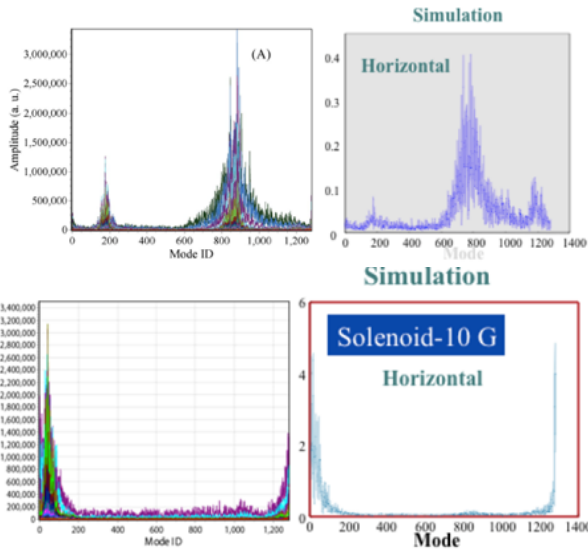 Simulation
3,000,000
2,500,000
2,000,000
1,500,000
1,000,000
500,000
0
Amplitude (a. u.)
(A)
0 200 400 600 800 1,000 1,200
Mode ID
Horizontal
0.4
0.3
0.2
0.1
0
0 200 400 600 800 1000 1200 1400
Mode
Simulation
3,400,000
3,200,000
3,000,000
2,800,000
2,600,000
2,400,000
2,200,000
2,000,000
1,800,000
1,600,000
1,400,000
1,200,000
1,000,000
800,000
600,000
400,000
200,000
0
0 200 400 600 800 1,000 1,200
Mode ID
Solenoid-10 G
Horizontal
6
4
2
0
0 200 400 600 800 1000 1200 1400
Mode